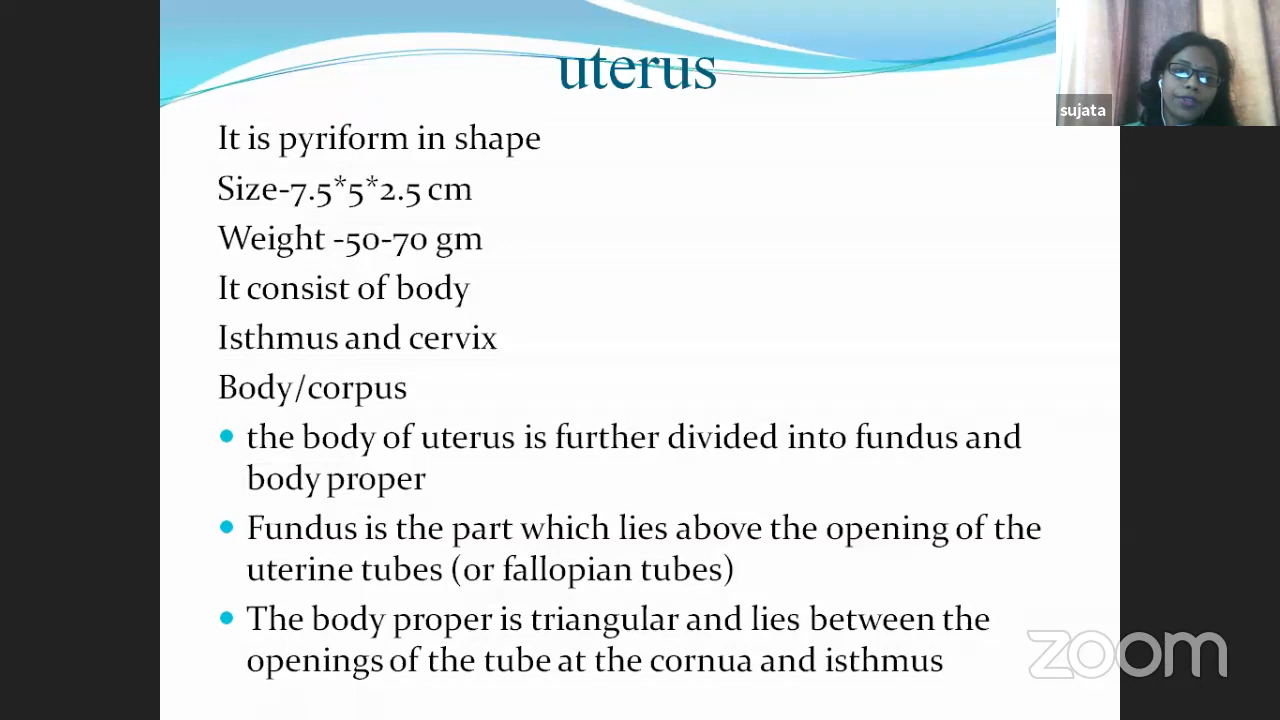 uterus
sujata
It is pyriform in shape
Size-7.5*5*2.5 cm
Weight -50-70 gm
It consist of body
Isthmus and cervix
Body/corpus
the body of uterus is further divided into fundus and
body proper
Fundus is the part which lies above the opening of the
uterine tubes (or fallopian tubes)
The body proper is triangular and lies between the
openings of the tube at the cornua and isthmus
zoom